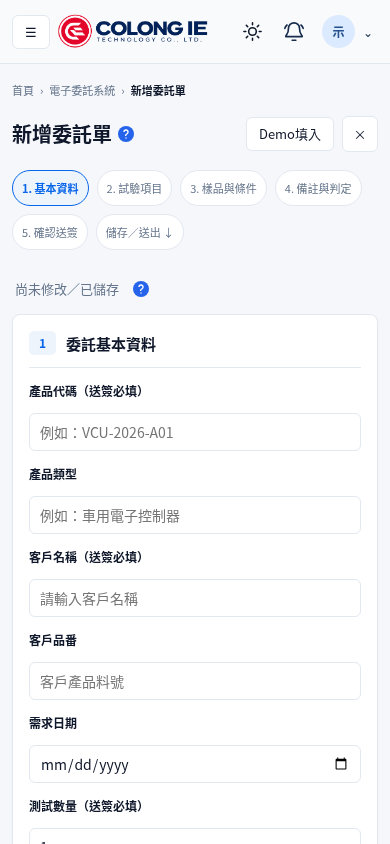 ☰ COLONG IE 示
TECHNOLOGY CO., LTD.
首頁 › 電子委託系統 › 新增委託單
新增委託單 ? Demo填入 ×
1. 基本資料 2. 試驗項目 3. 樣品與條件 4. 備註與判定
5. 確認送簽 儲存／送出 ↓
尚未修改／已儲存 ?
1 委託基本資料
產品代碼（送簽必填）
例如：VCU-2026-A01
產品類型
例如：車用電子控制器
客戶名稱（送簽必填）
請輸入客戶名稱
客戶品番
客戶產品料號
需求日期
mm/dd/yyyy
測試數量（送簽必填）